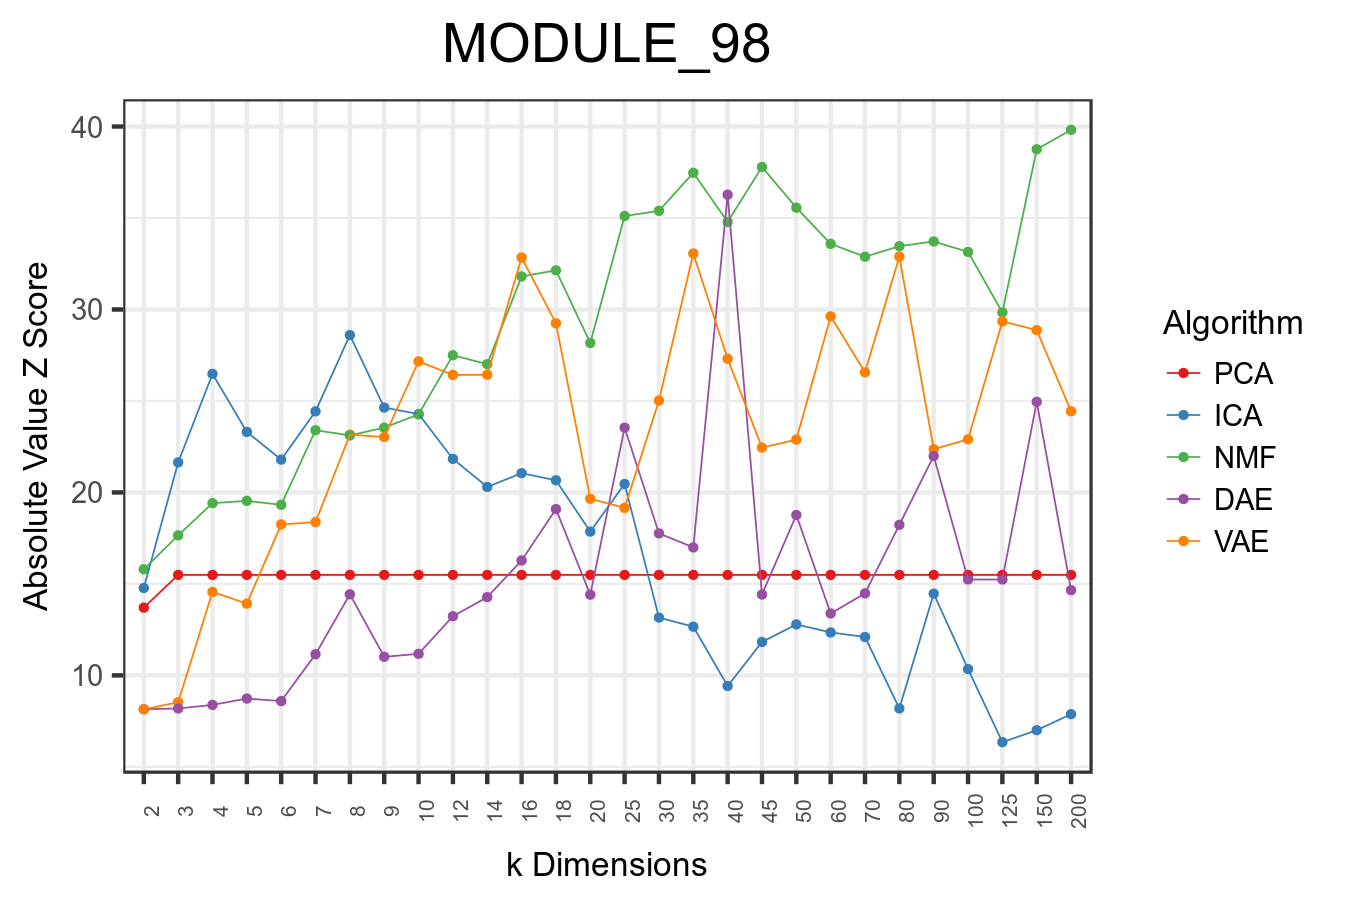 MODULE_98
Absolute Value Z Score
40
30
20
10
2 3 4 5 6 7 8 9 10 12 14 16 18 20 25 30 35 40 45 50 60 70 80 90 100 125 150 200
k Dimensions
Algorithm
PCA
ICA
NMF
DAE
VAE